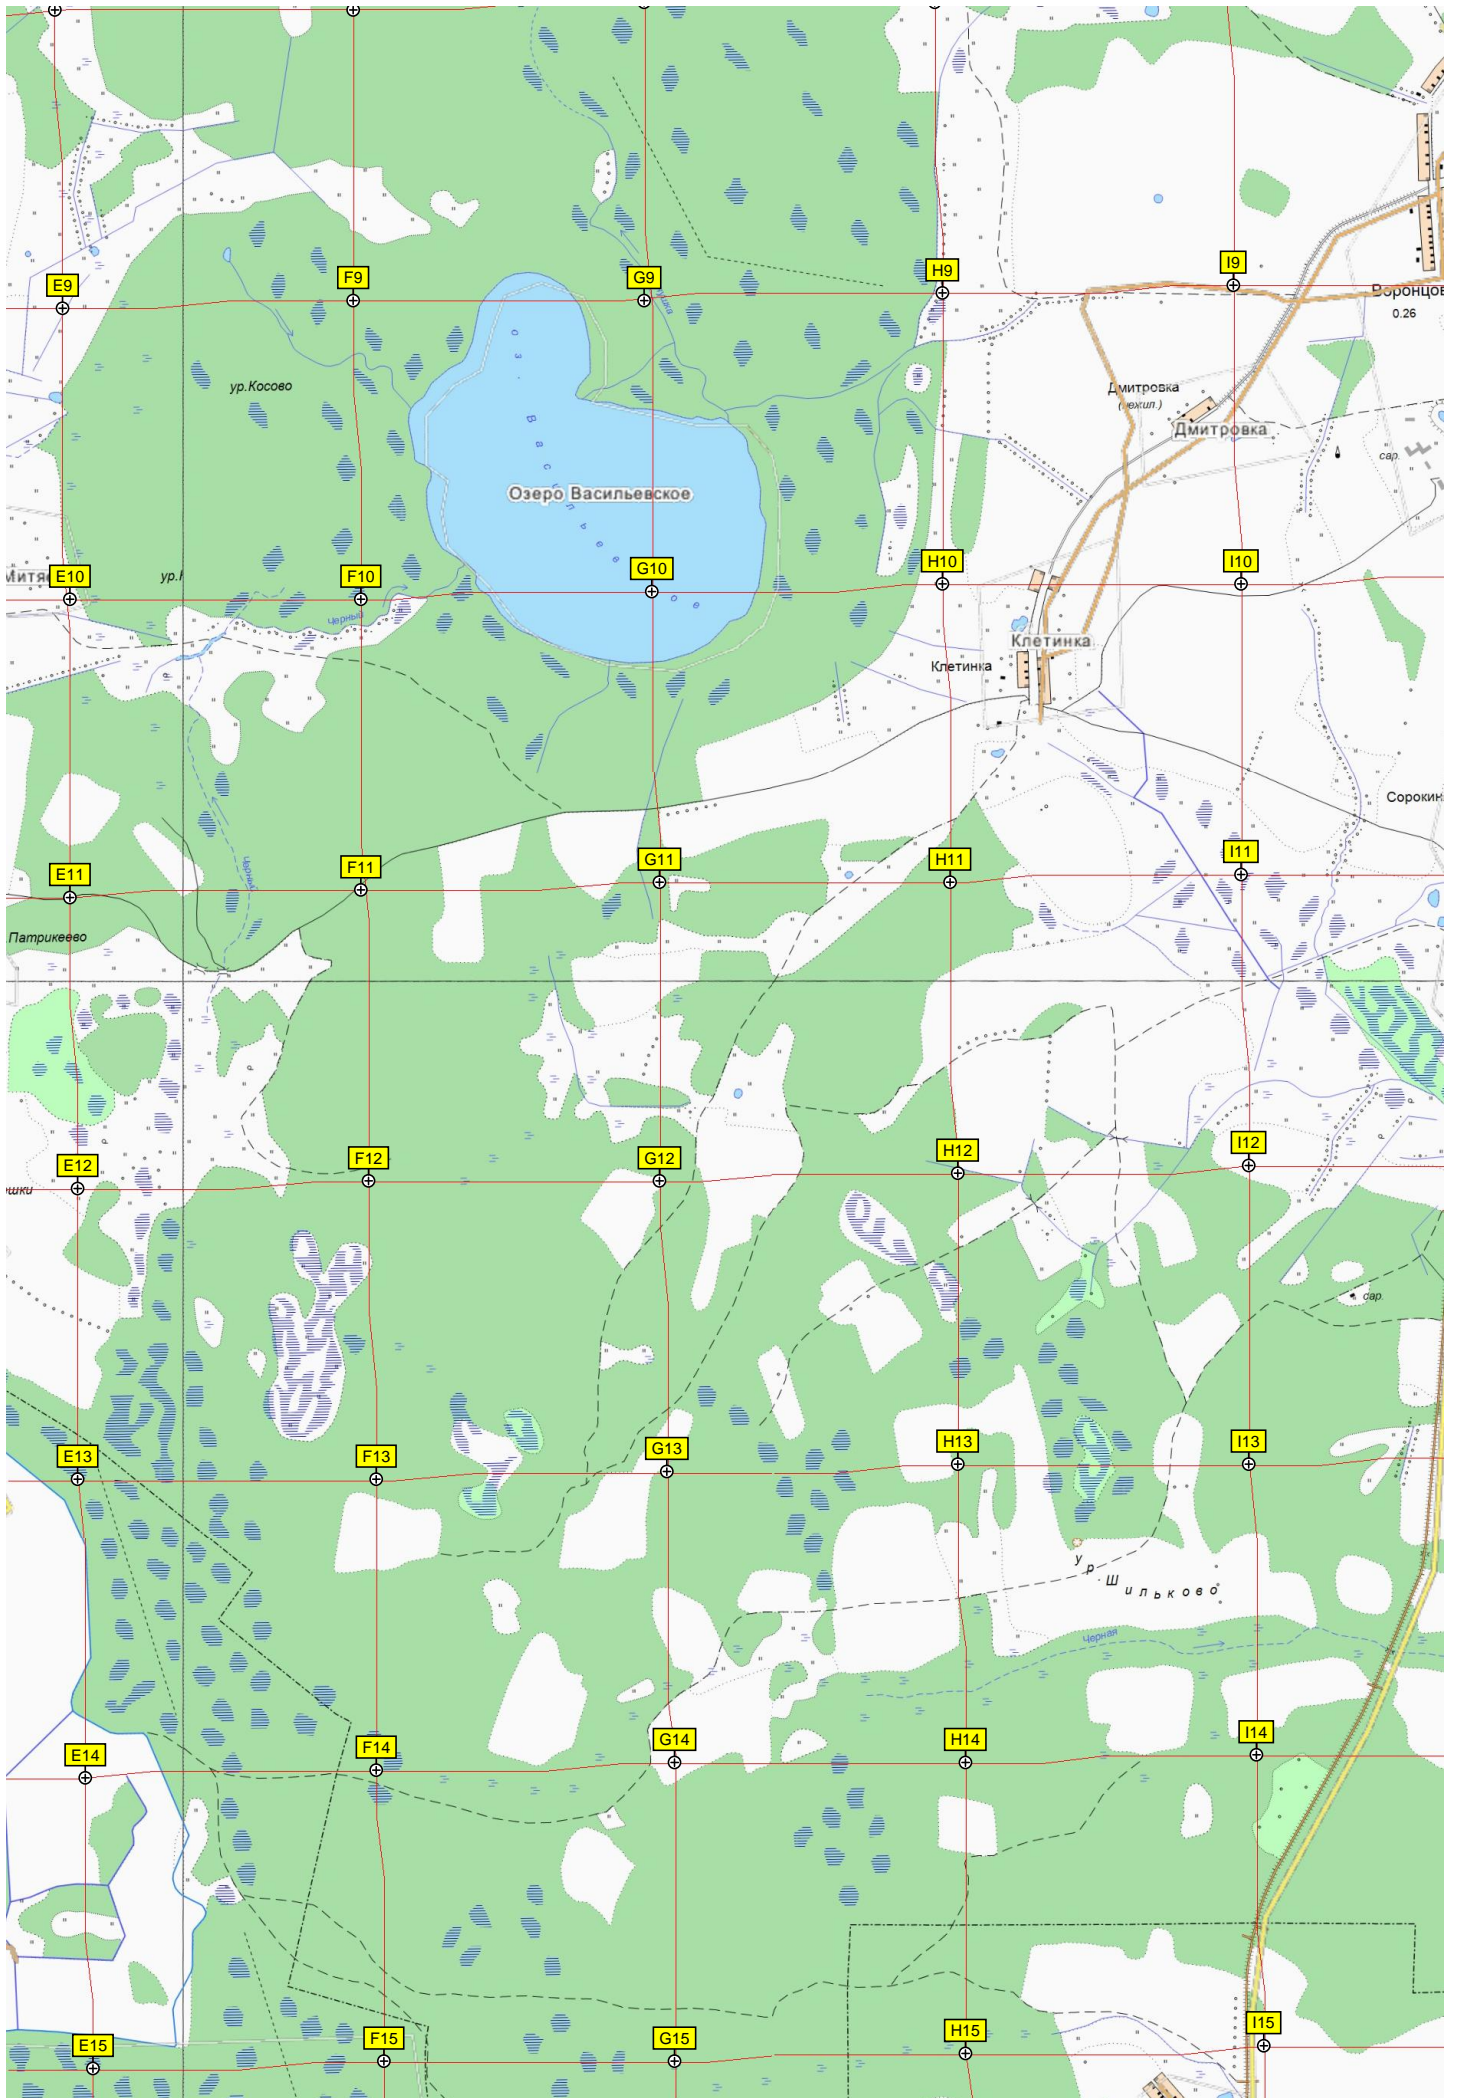 E9
F9
G9
H9
I9
Воронцов
0.26
ур.Косово
оз. Васильевское
Дмитровка
(нежил.)
Дмитровка
сар.
Озеро Васильевское
E10
F10
G10
H10
I10
Митя
ур.
Черный
Клетинка
Клетинка
Сорокин
E11
F11
G11
H11
I11
Черный
Патрикеево
E12
F12
G12
H12
I12
шки
сар.
E13
F13
G13
H13
I13
ур. Шильково
Черная
E14
F14
G14
H14
I14
E15
F15
G15
H15
I15